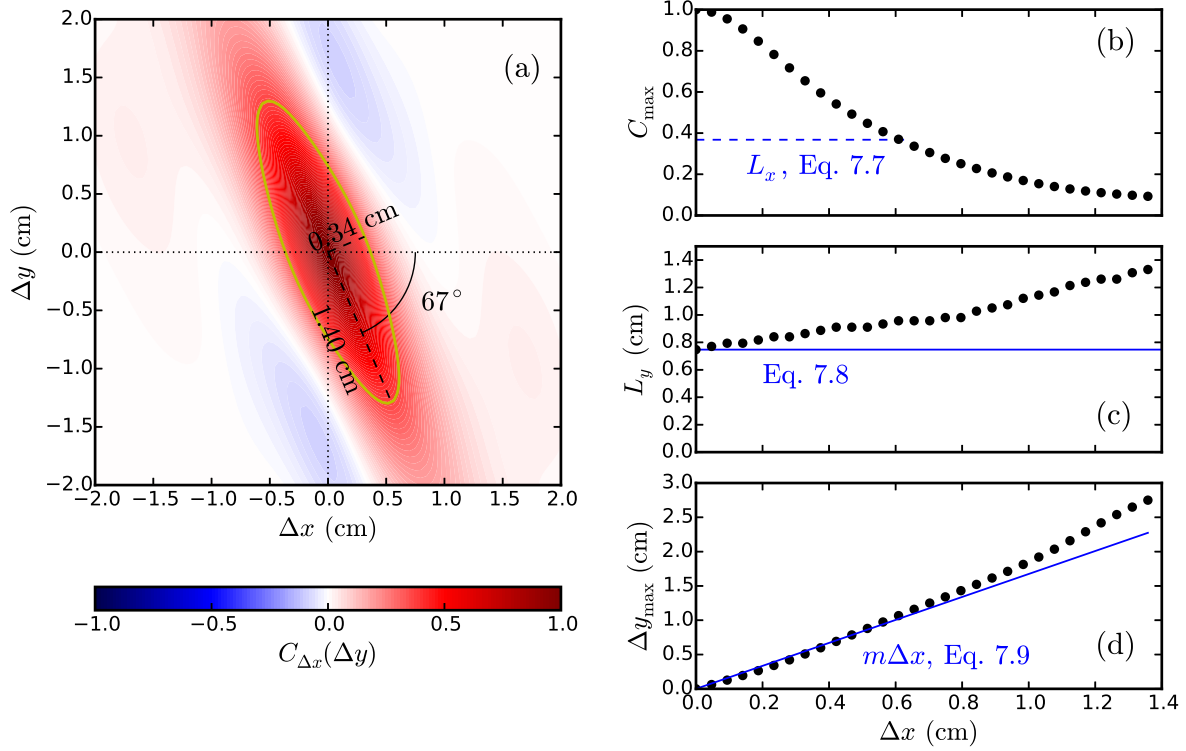 (a)
2.0
1.5
1.0
0.5
0.0
−0.5
−1.0
−1.5
−2.0
Δy (cm)
0.34 cm
67°
1.40 cm
−2.0 −1.5 −1.0 −0.5 0.0 0.5 1.0 1.5 2.0
Δx (cm)
−1.0 −0.5 0.0 0.5 1.0
C_Δx(Δy)
(b)
1.0
0.8
0.6
0.4
0.2
0.0
C_max
L_x, Eq. 7.7
(c)
1.4
1.2
1.0
0.8
0.6
0.4
0.2
0.0
L_y (cm)
Eq. 7.8
(d)
3.0
2.5
2.0
1.5
1.0
0.5
0.0
Δy_max (cm)
mΔx, Eq. 7.9
0.0 0.2 0.4 0.6 0.8 1.0 1.2 1.4
Δx (cm)